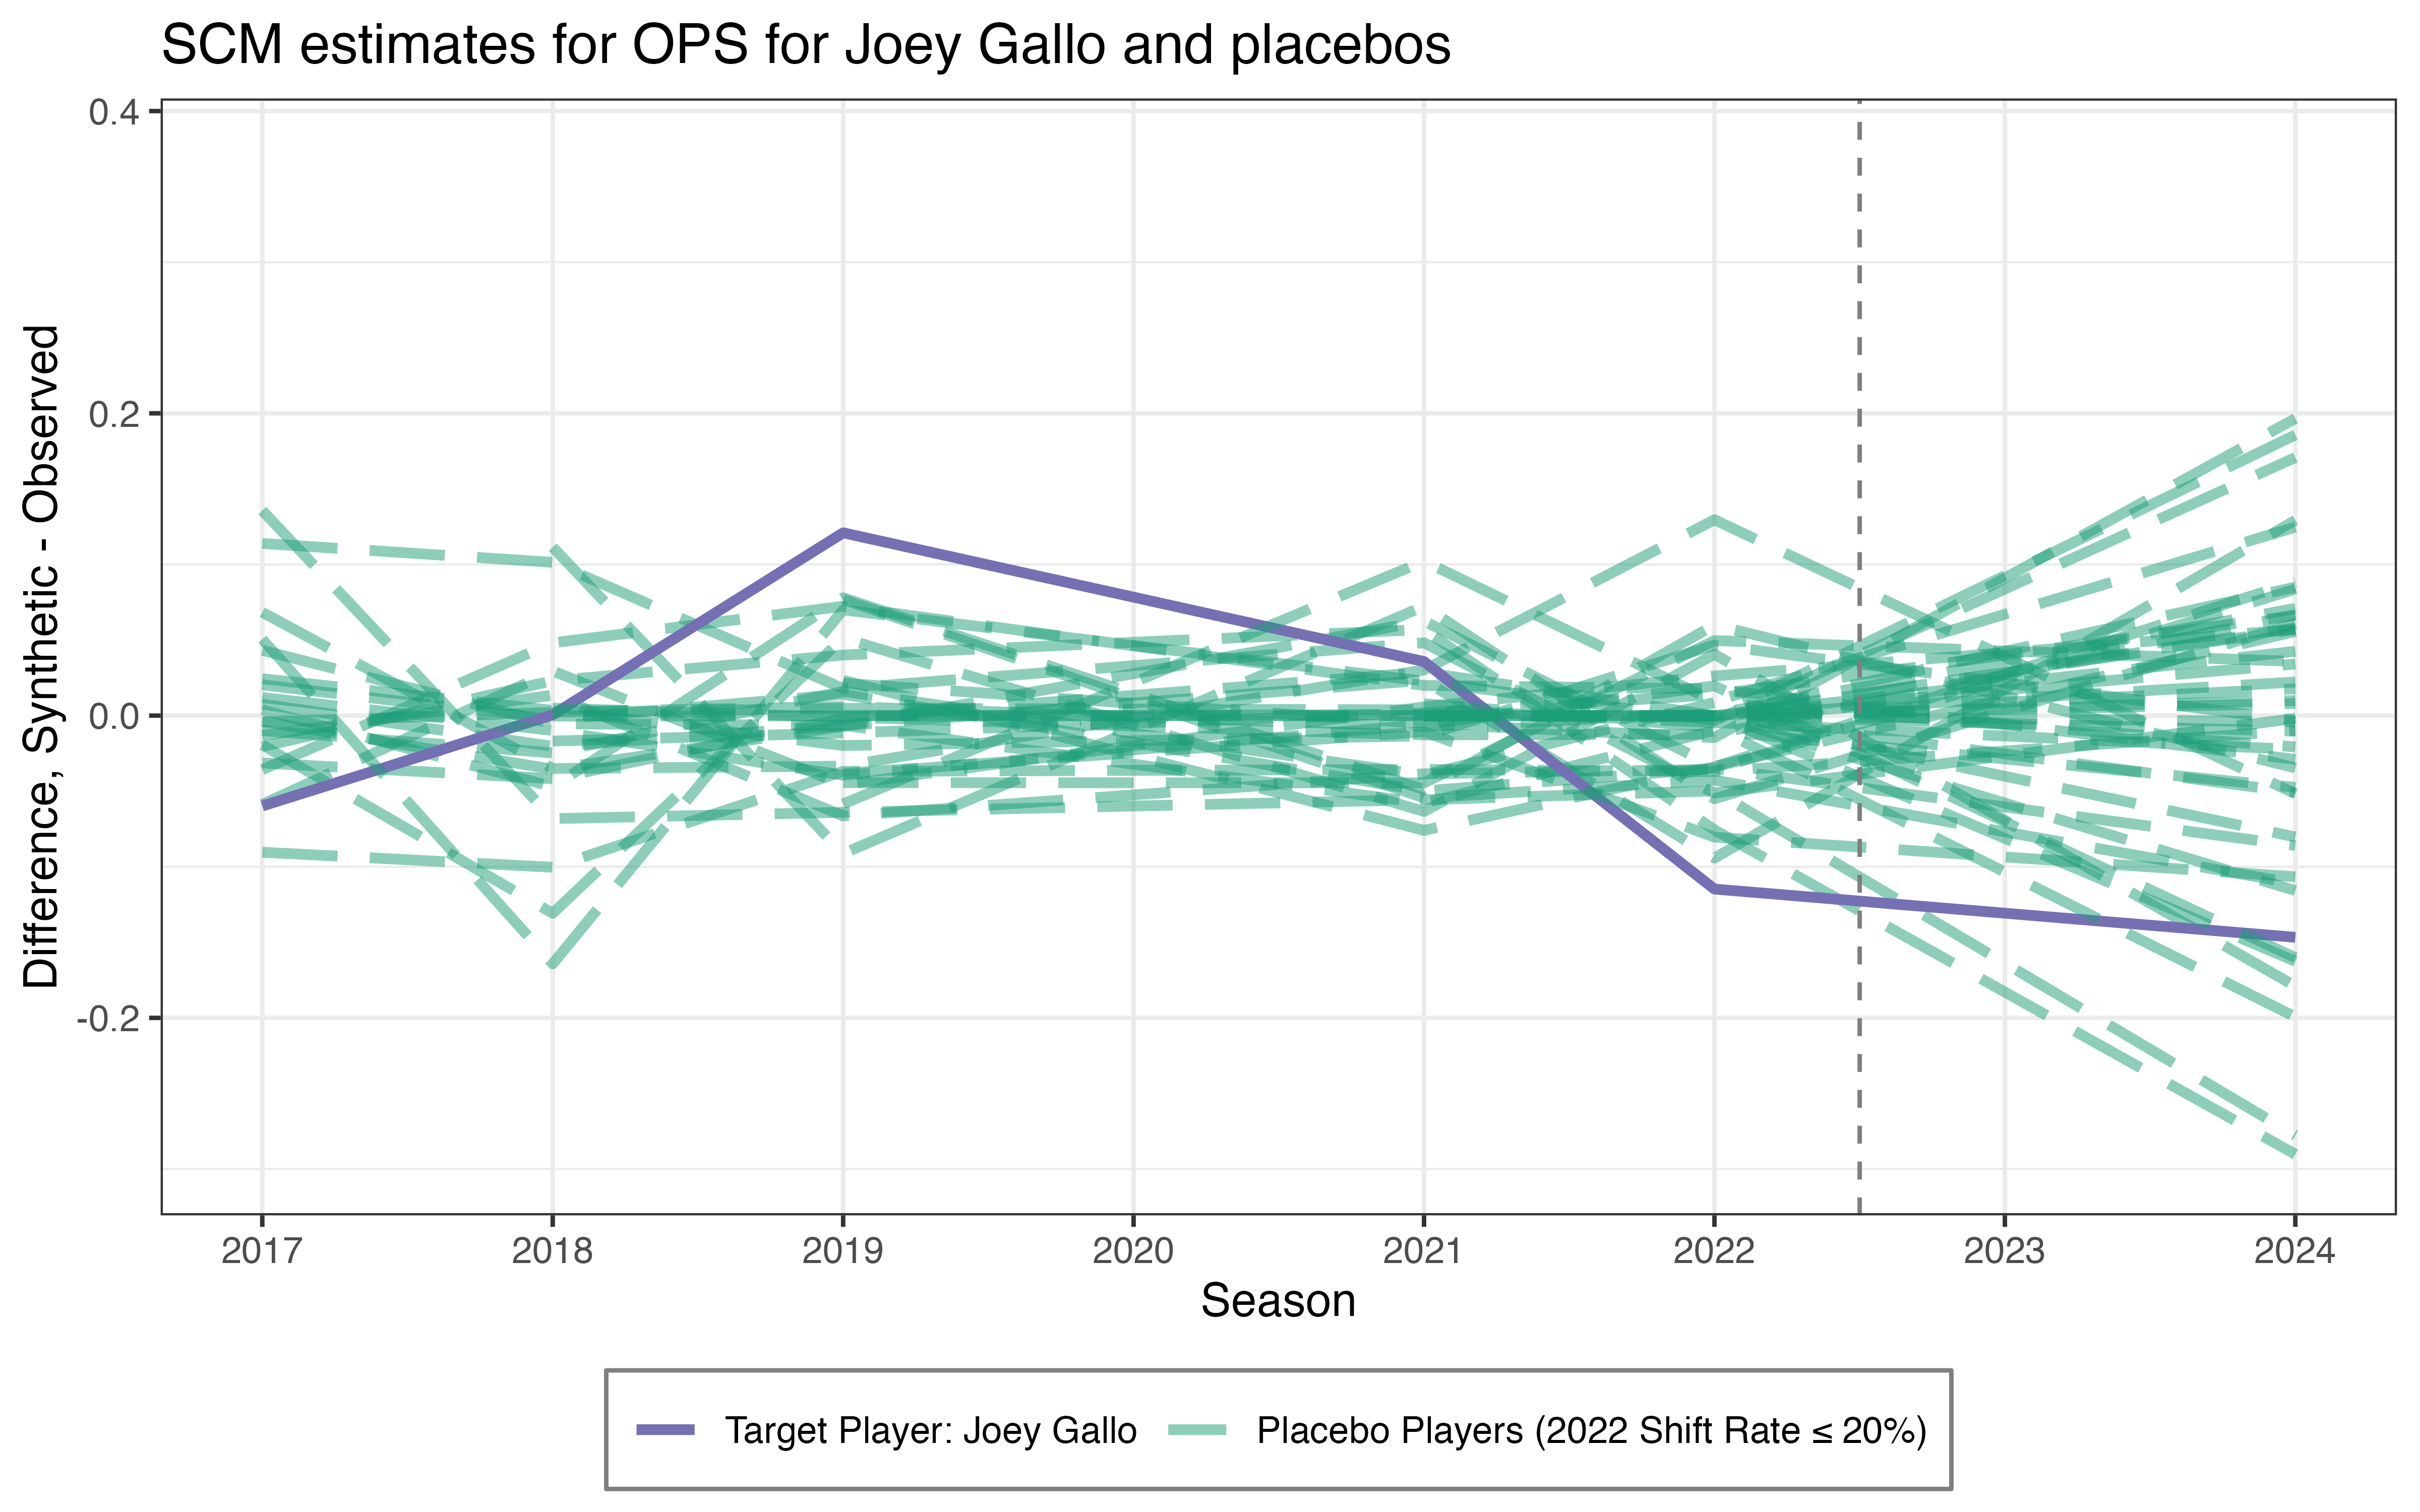 SCM estimates for OPS for Joey Gallo and placebos
Difference, Synthetic - Observed
0.4
0.2
0.0
-0.2
2017 2018 2019 2020 2021 2022 2023 2024
Season
Target Player: Joey Gallo Placebo Players (2022 Shift Rate ≤ 20%)